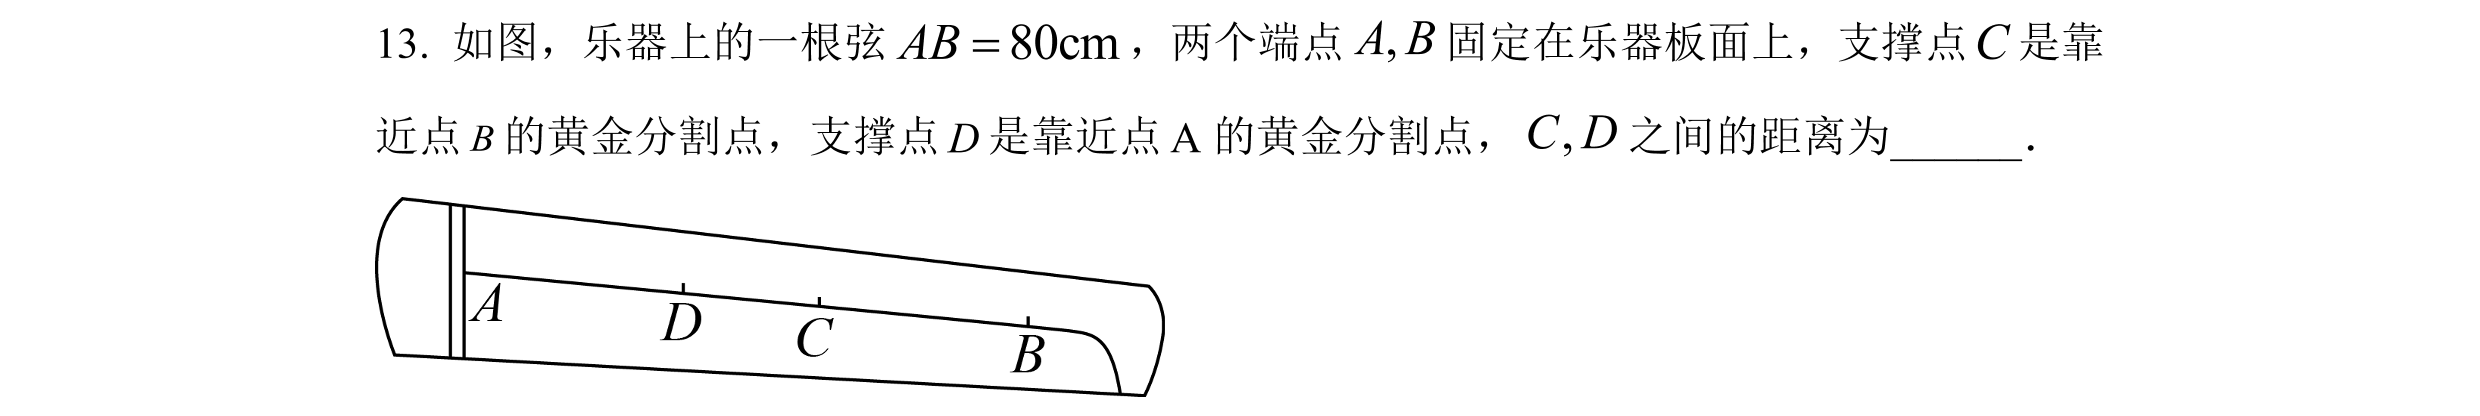 13. 如图，乐器上的一根弦 AB = 80cm，两个端点 A, B 固定在乐器板面上，支撑点 C 是靠
近点 B 的黄金分割点，支撑点 D 是靠近点 A 的黄金分割点， C, D 之间的距离为______．
A
D
C
B